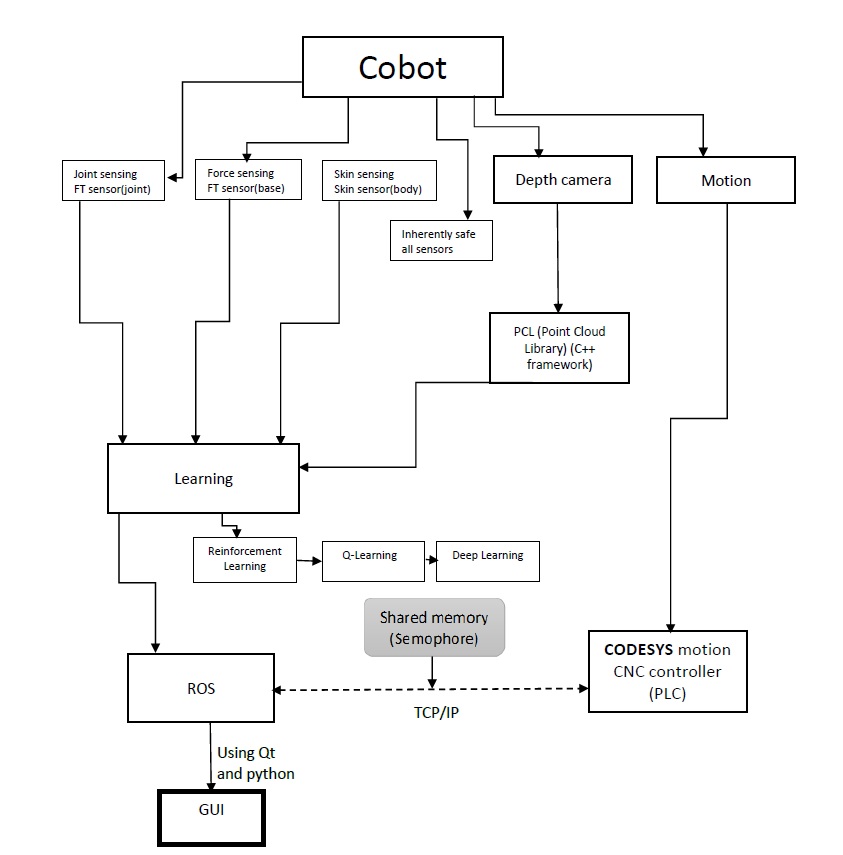 Cobot
Joint sensing
FT sensor(joint)
Force sensing
FT sensor(base)
Skin sensing
Skin sensor(body)
Depth camera
Motion
Inherently safe
all sensors
PCL (Point Cloud
Library) (C++
framework)
Learning
Reinforcement
Learning
Q-Learning
Deep Learning
Shared memory
(Semophore)
CODESYS motion
CNC controller
(PLC)
ROS
TCP/IP
Using Qt
and python
GUI